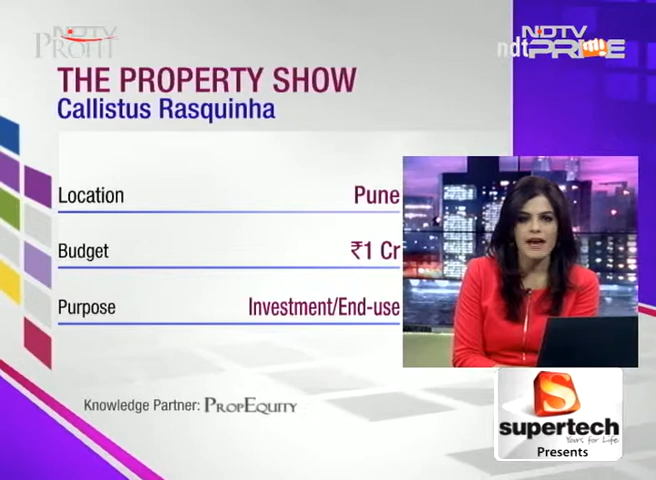 NDTV
PROFIT
NDTV
ndtv PRIME
THE PROPERTY SHOW
Callistus Rasquinha
Location Pune
Budget ₹1 Cr
Purpose Investment/End-use
Knowledge Partner: PROPEQUITY
S
supertech
Yours for Life
Presents